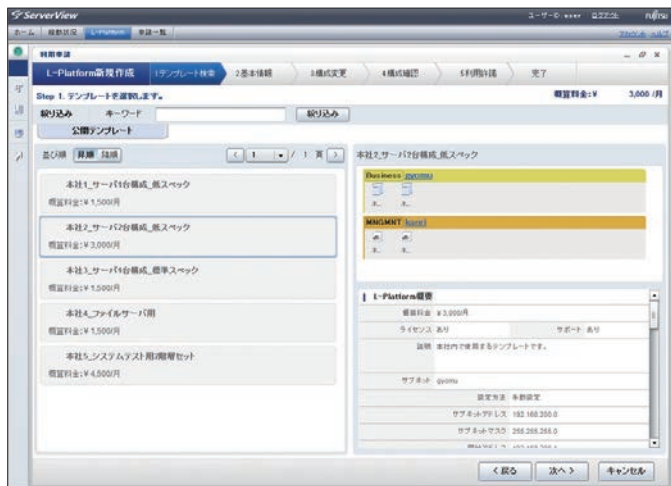 ServerView
ユーザーID:user ログアウト FUJITSU
ホーム 稼動状況 L-Platform 申請一覧
アカウント ヘルプ
利用申請
L-Platform新規作成 1テンプレート検索 2基本情報 3構成変更 4構成確認 5利用許諾 完了
Step 1. テンプレートを選択します。
概算料金:¥ 3,000 /月
絞り込み キーワード 絞り込み
公開テンプレート
並び順 昇順 降順 1 / 1 頁
本社1_サーバ1台構成_低スペック
概算料金:¥ 1,500/月
本社2_サーバ2台構成_低スペック
概算料金:¥ 3,000/月
本社3_サーバ1台構成_標準スペック
概算料金:¥ 1,500/月
本社4_ファイルサーバ用
概算料金:¥ 1,500/月
本社5_システムテスト用3階層セット
概算料金:¥ 4,500/月
本社2_サーバ2台構成_低スペック
Business gyomu
MNGMNT kanri
L-Platform概要
概算料金 ¥3,000/月
ライセンス あり サポート あり
説明 本社内で使用するテンプレートです。
サブネット gyomu
設定方法 手動設定
サブネットアドレス 192.168.200.0
サブネットマスク 255.255.255.0
< 戻る 次へ > キャンセル